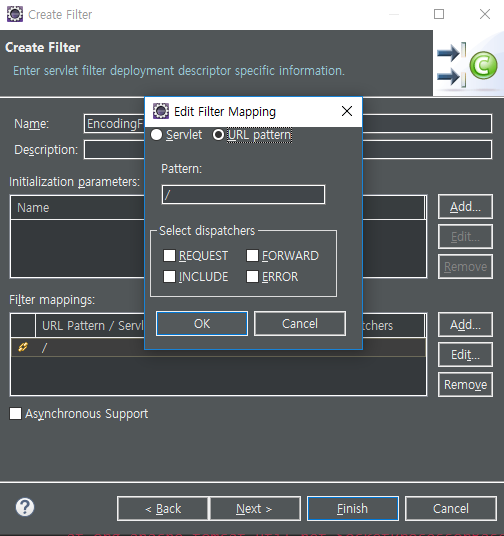 Create Filter
Create Filter
Enter servlet filter deployment descriptor specific information.
C
Name:
EncodingF
Description:
Initialization parameters:
Name
Add...
Edit...
Remove
Edit Filter Mapping
Servlet
URL pattern
Pattern:
/
Select dispatchers
REQUEST
FORWARD
INCLUDE
ERROR
OK
Cancel
Filter mappings:
URL Pattern / Servl
tchers
/
Add...
Edit...
Remove
Asynchronous Support
?
< Back
Next >
Finish
Cancel